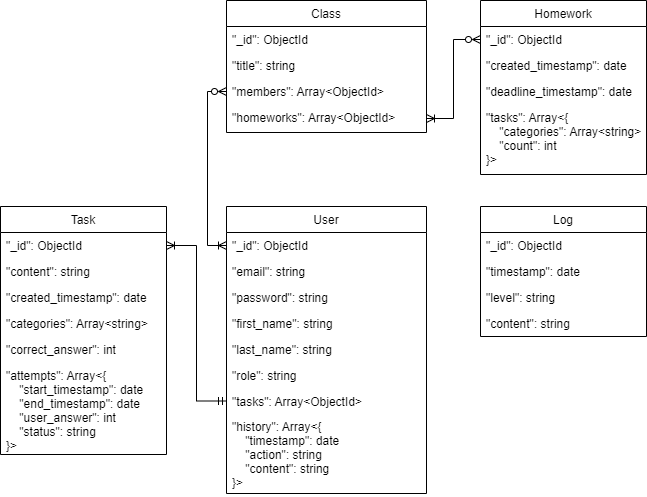 Class
"_id": ObjectId
"title": string
"members": Array<ObjectId>
"homeworks": Array<ObjectId>
Homework
"_id": ObjectId
"created_timestamp": date
"deadline_timestamp": date
"tasks": Array<{
"categories": Array<string>
"count": int
}>
Task
"_id": ObjectId
"content": string
"created_timestamp": date
"categories": Array<string>
"correct_answer": int
"attempts": Array<{
"start_timestamp": date
"end_timestamp": date
"user_answer": int
"status": string
}>
User
"_id": ObjectId
"email": string
"password": string
"first_name": string
"last_name": string
"role": string
"tasks": Array<ObjectId>
"history": Array<{
"timestamp": date
"action": string
"content": string
}>
Log
"_id": ObjectId
"timestamp": date
"level": string
"content": string